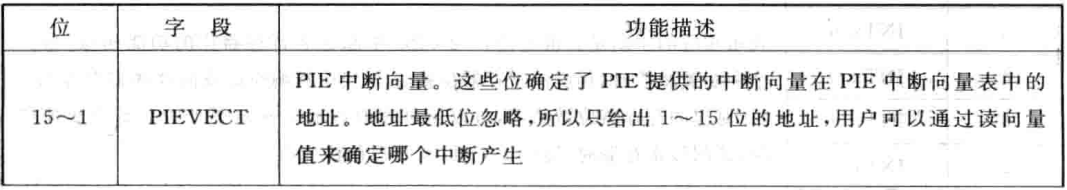 位 字段 功能描述
PIE 中断向量。这些位确定了 PIE 提供的中断向量在 PIE 中断向量表中的
15～1 PIEVECT 地址。地址最低位忽略,所以只给出 1～15 位的地址,用户可以通过读向量
值来确定哪个中断产生